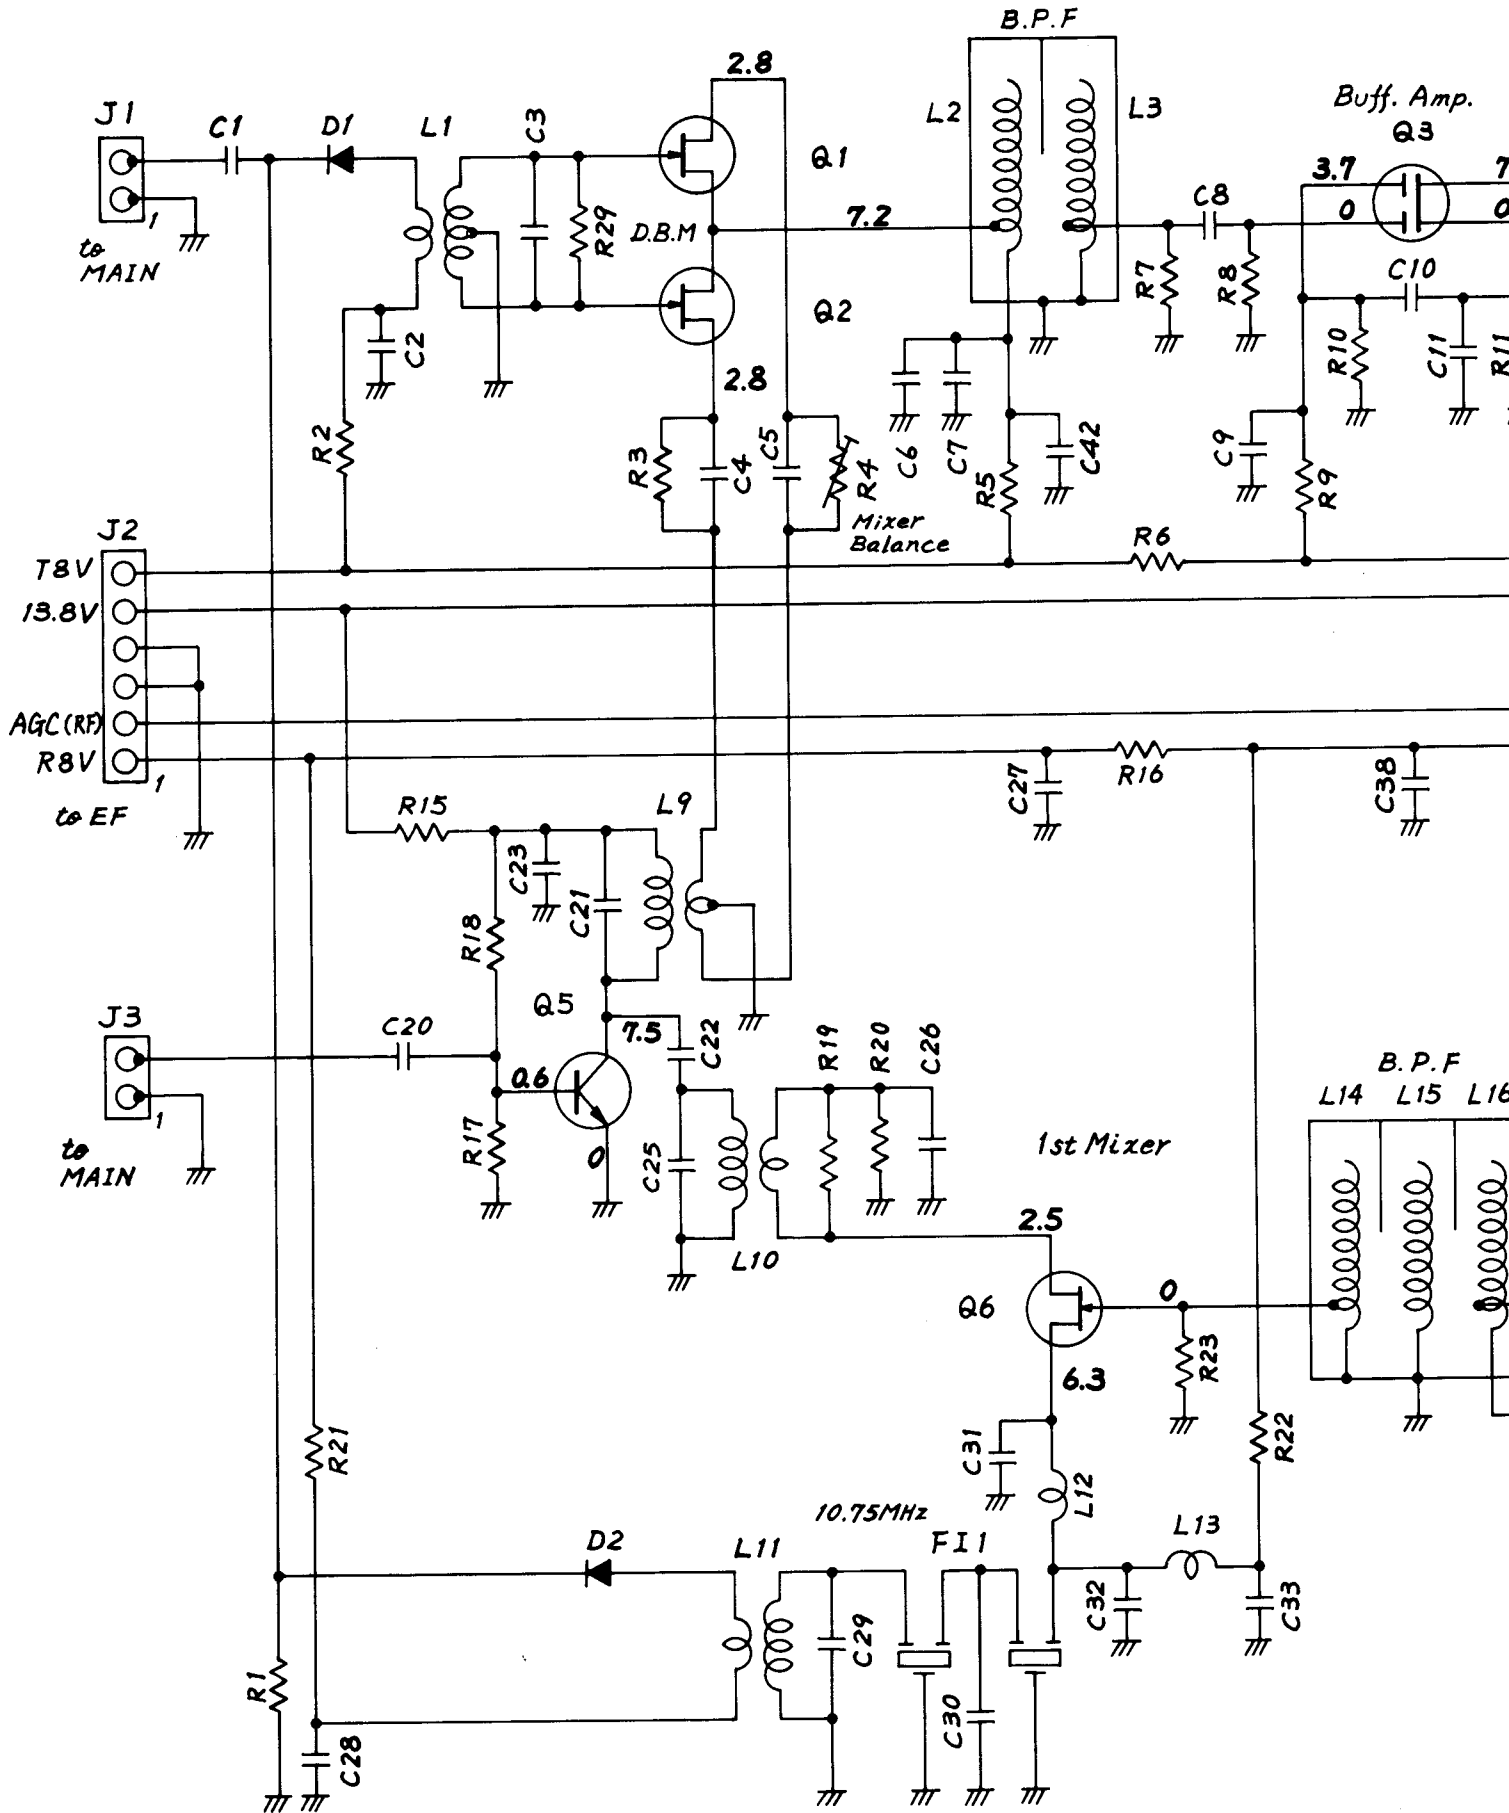 B.P.F
2.8
J1
C1
D1
L1
C3
L2
L3
Buff. Amp.
Q3
Q1
3.7
7
0
0
C8
R29
D.B.M
7.2
1
to
MAIN
C2
Q2
R7
R8
C10
R10
C11
R11
2.8
R2
R3
C4
C5
R4
C6
C7
R5
C42
C9
R9
Mixer
Balance
J2
R6
T8V
13.8V
AGC(RF)
R8V
1
to EF
C27
R16
C38
R15
L9
C23
C21
R18
J3
C20
Q5
7.5
C22
R19
R20
C26
0.6
R17
0
C25
L10
1
to
MAIN
1st Mixer
B.P.F
L14
L15
L16
2.5
Q6
0
R23
6.3
R21
C31
L12
R22
10.75MHz
D2
L11
FI1
L13
C29
C32
C33
R1
C28
C30